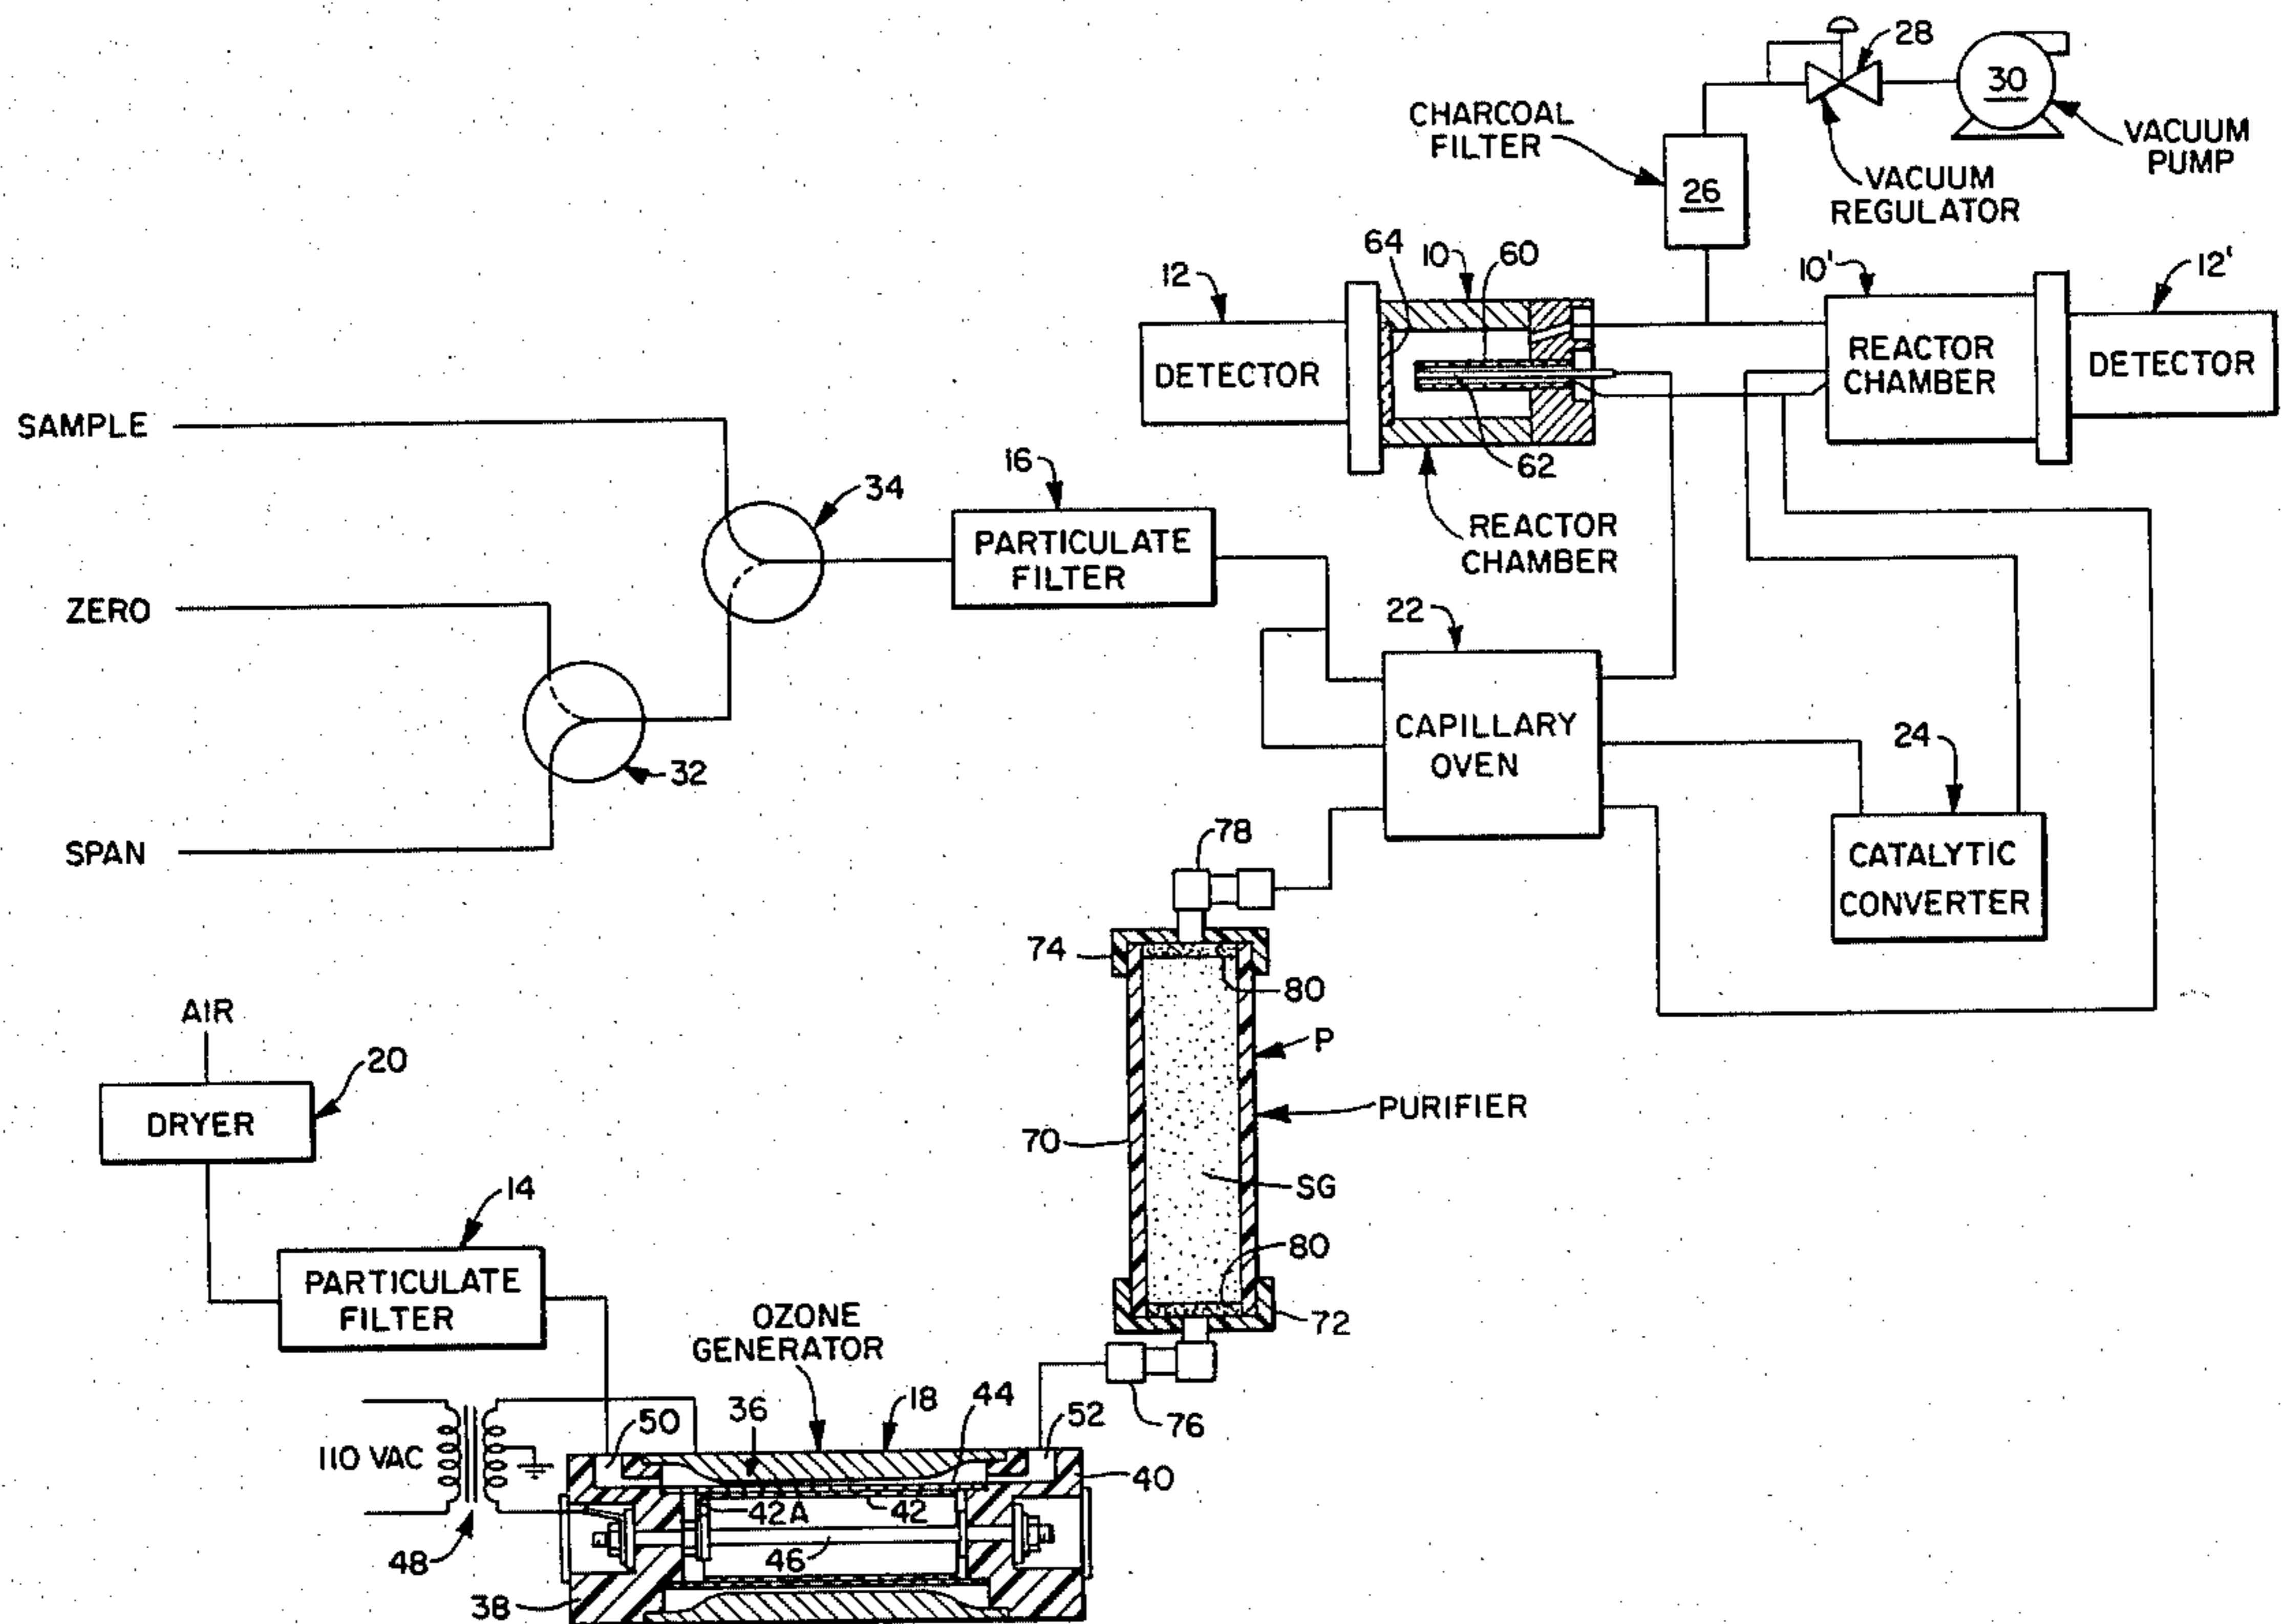 28
30
CHARCOAL
FILTER
VACUUM
PUMP
26
VACUUM
REGULATOR
64
10
60
12
10'
12'
DETECTOR
REACTOR
CHAMBER
DETECTOR
SAMPLE
62
16
34
PARTICULATE
FILTER
REACTOR
CHAMBER
ZERO
22
CAPILLARY
OVEN
24
32
SPAN
78
CATALYTIC
CONVERTER
74
80
AIR
P
20
DRYER
PURIFIER
70
SG
14
80
PARTICULATE
FILTER
OZONE
GENERATOR
72
18
44
36
50
52
76
110 VAC
40
42A
42
46
48
38